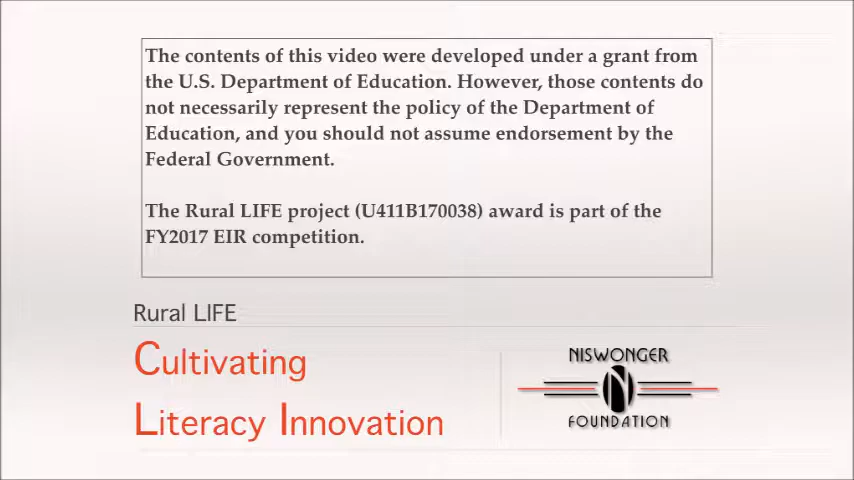 The contents of this video were developed under a grant from
the U.S. Department of Education. However, those contents do
not necessarily represent the policy of the Department of
Education, and you should not assume endorsement by the
Federal Government.
The Rural LIFE project (U411B170038) award is part of the
FY2017 EIR competition.
Rural LIFE
Cultivating
Literacy Innovation
NISWONGER
N
FOUNDATION